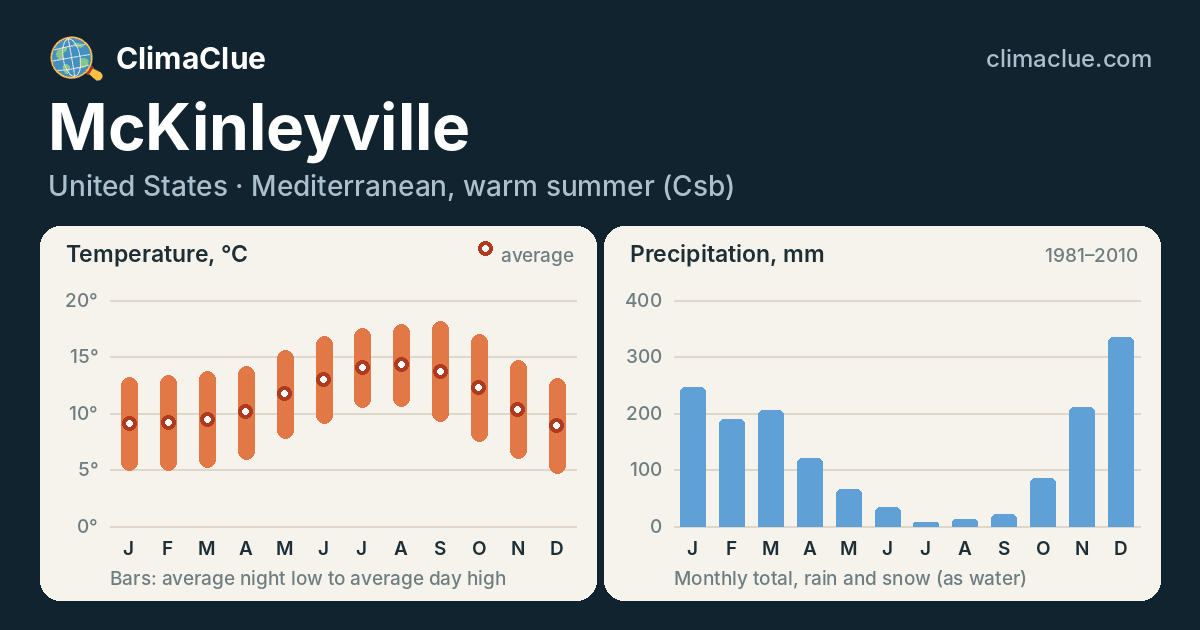 ClimaClue
climaclue.com
McKinleyville
United States · Mediterranean, warm summer (Csb)
Temperature, °C
average
20°
15°
10°
5°
0°
J F M A M J J A S O N D
Bars: average night low to average day high
Precipitation, mm
1981–2010
400
300
200
100
0
J F M A M J J A S O N D
Monthly total, rain and snow (as water)